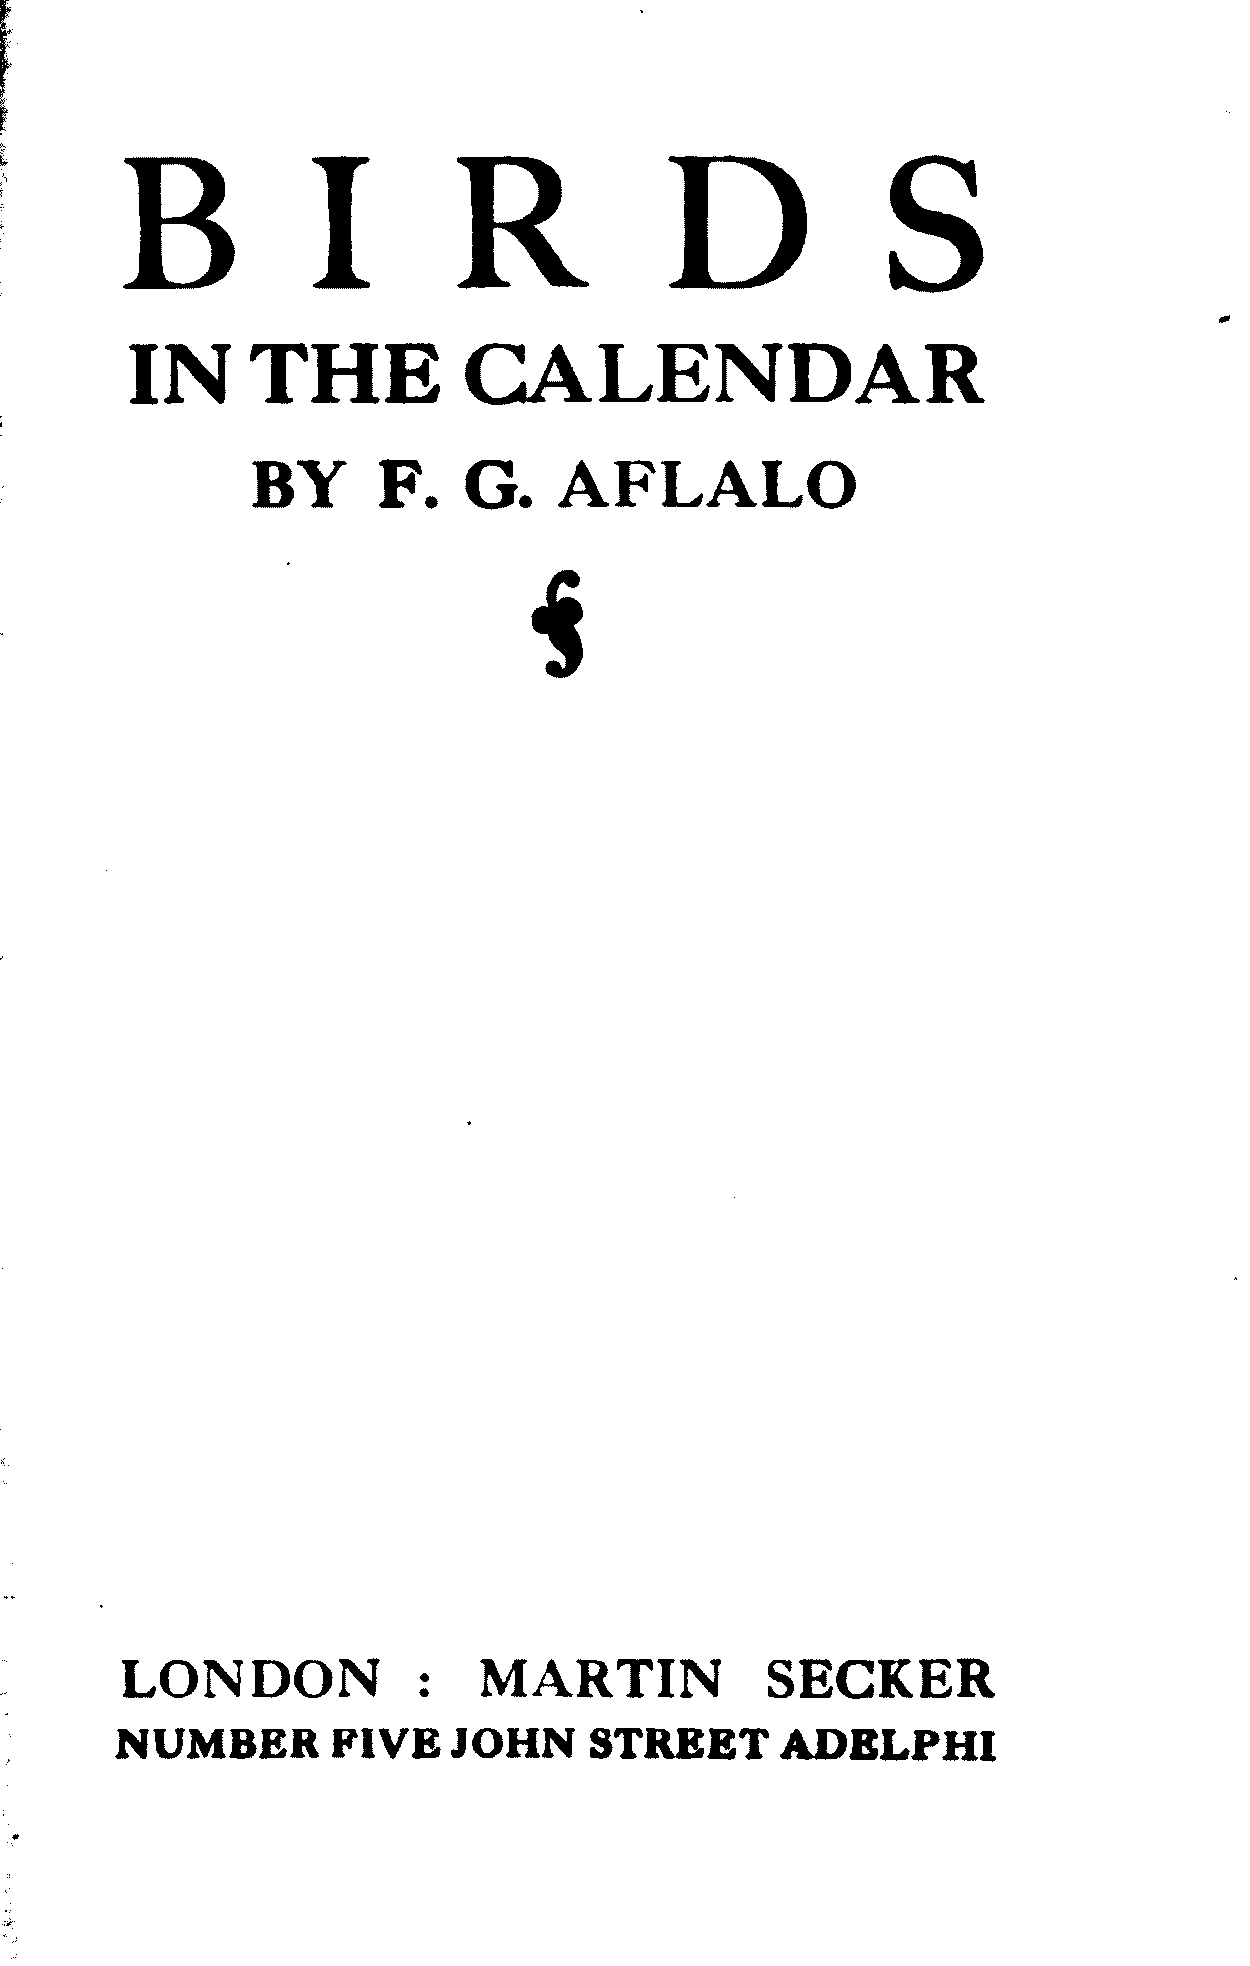 BIRDS
IN THE CALENDAR
BY F. G. AFLALO
LONDON : MARTIN SECKER
NUMBER FIVE JOHN STREET ADELPHI